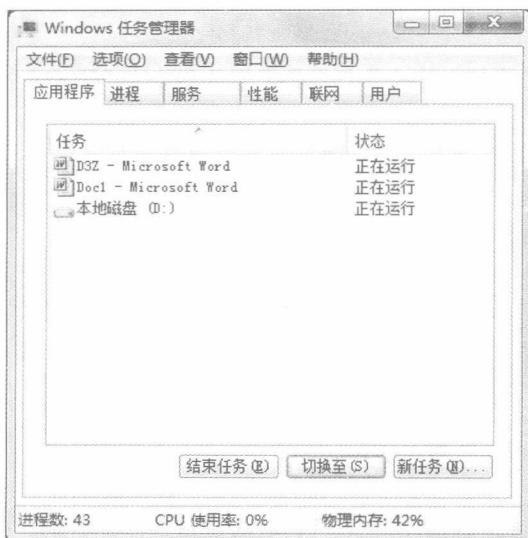 Windows 任务管理器
文件(F) 选项(O) 查看(V) 窗口(W) 帮助(H)
应用程序 进程 服务 性能 联网 用户
任务 状态
D3Z - Microsoft Word 正在运行
Doc1 - Microsoft Word 正在运行
本地磁盘 (D:) 正在运行
结束任务(E) 切换至(S) 新任务(N)...
进程数: 43 CPU 使用率: 0% 物理内存: 42%